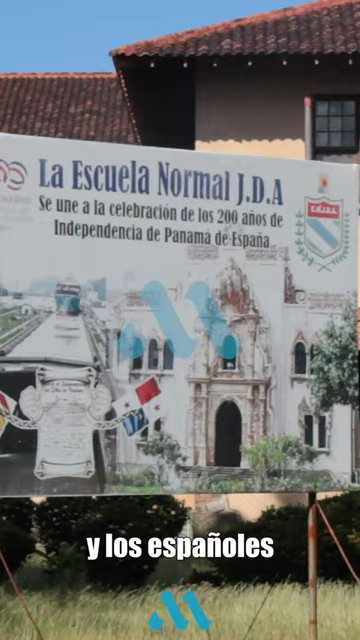 La Escuela Normal J.D.A
Se une a la celebración de los 200 años de
Independencia de Panamá de España
y los españoles